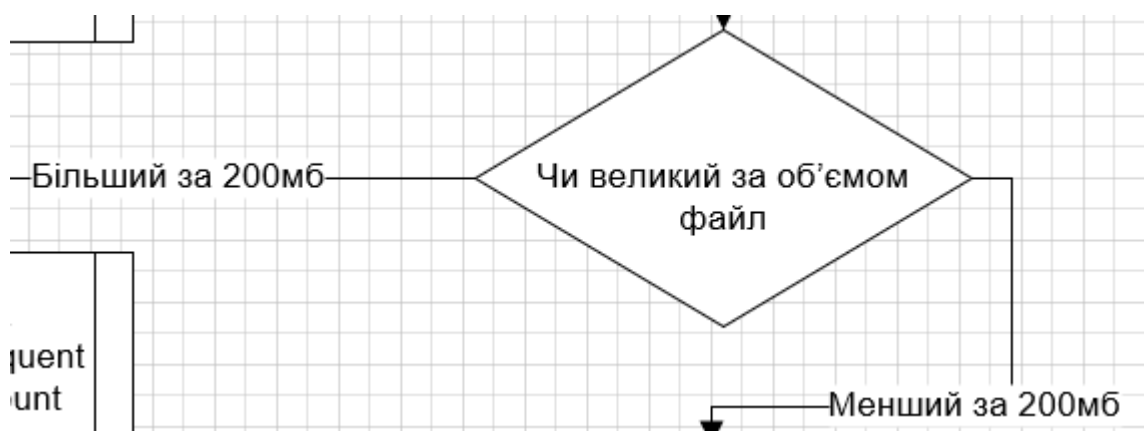 Більший за 200мб
Чи великий за об’ємом
файл
Менший за 200мб